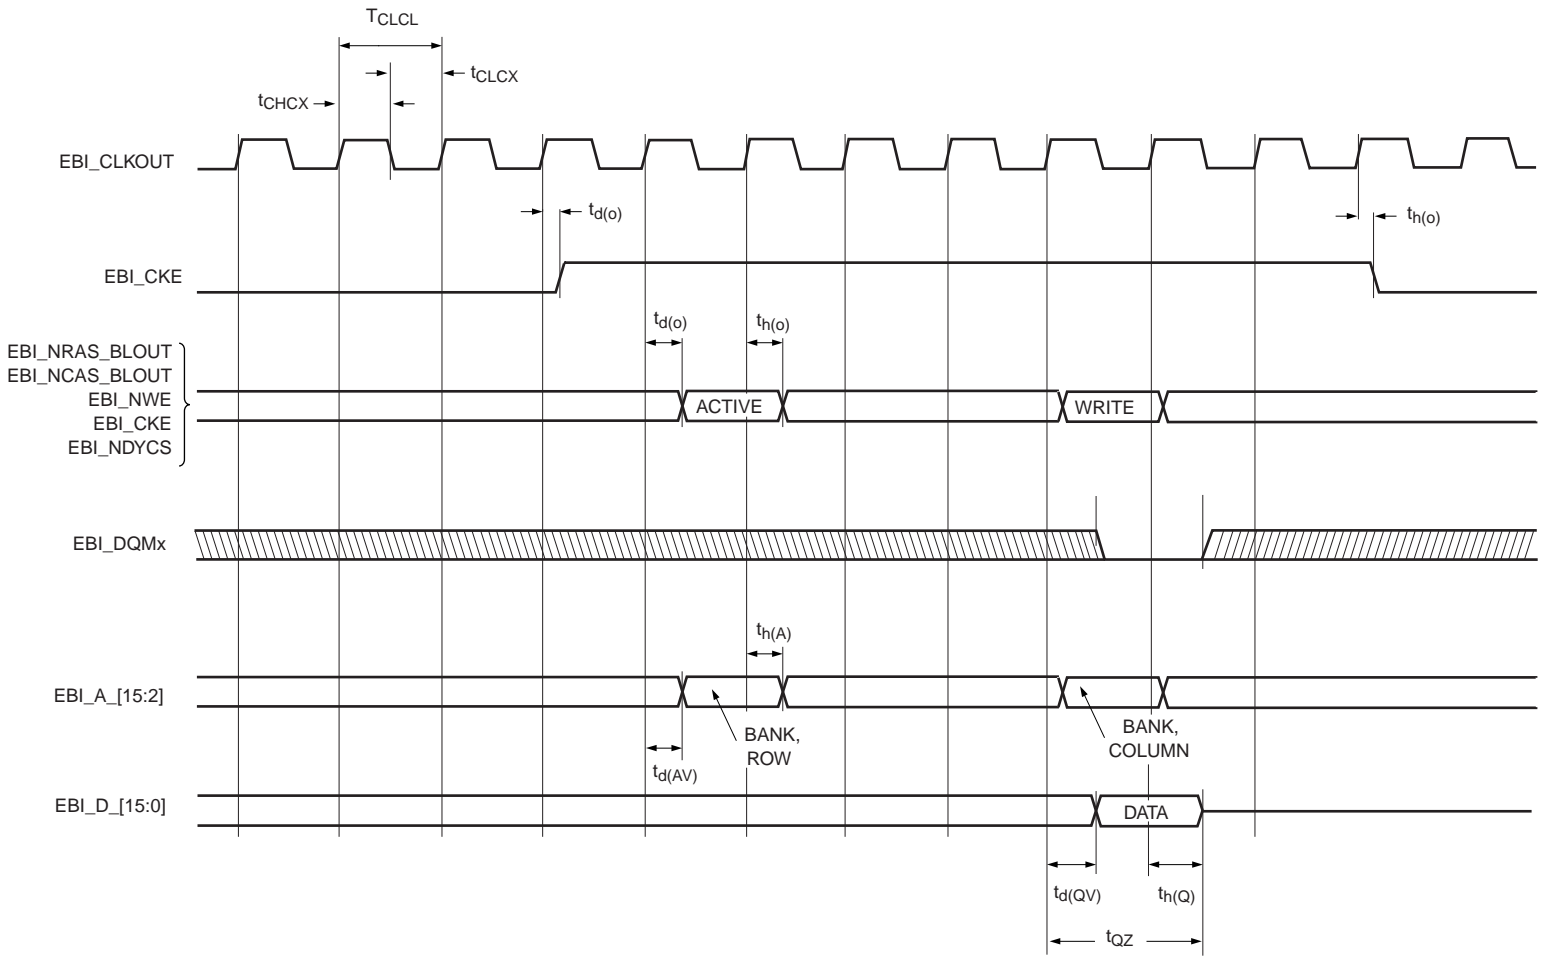 TCLCL
tCLCX
tCHCX
EBI_CLKOUT
td(o)
th(o)
EBI_CKE
td(o)
th(o)
EBI_NRAS_BLOUT
EBI_NCAS_BLOUT
EBI_NWE
EBI_CKE
EBI_NDYCS
ACTIVE
WRITE
EBI_DQMx
th(A)
EBI_A_[15:2]
BANK,
ROW
BANK,
COLUMN
td(AV)
EBI_D_[15:0]
DATA
td(QV)
th(Q)
tQZ